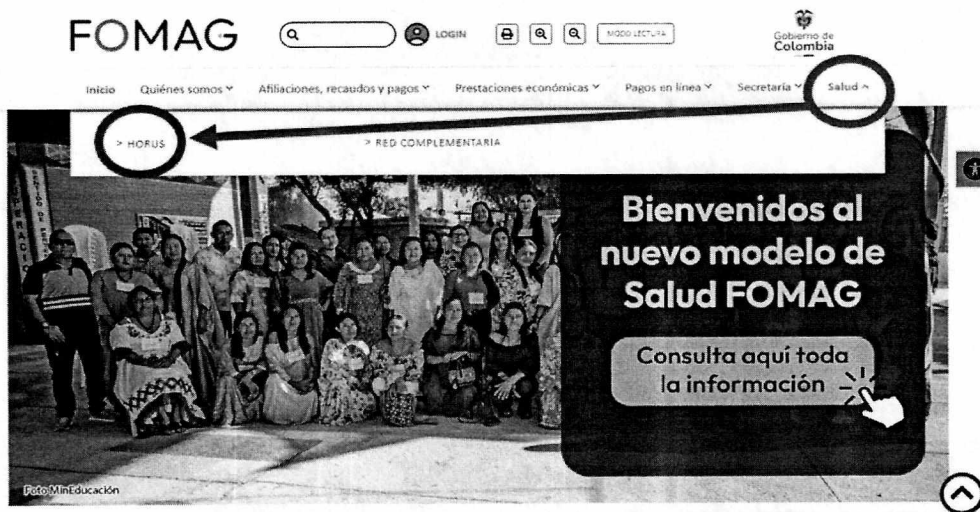 FOMAG
LOGIN
MODO LECTURA
Gobierno de
Colombia
Inicio Quiénes somos Afiliaciones, recaudos y pagos Prestaciones económicas Pagos en línea Secretaría Salud
> HORUS > RED COMPLEMENTARIA
Bienvenidos al
nuevo modelo de
Salud FOMAG
Consulta aquí toda
la información
Foto MinEducación